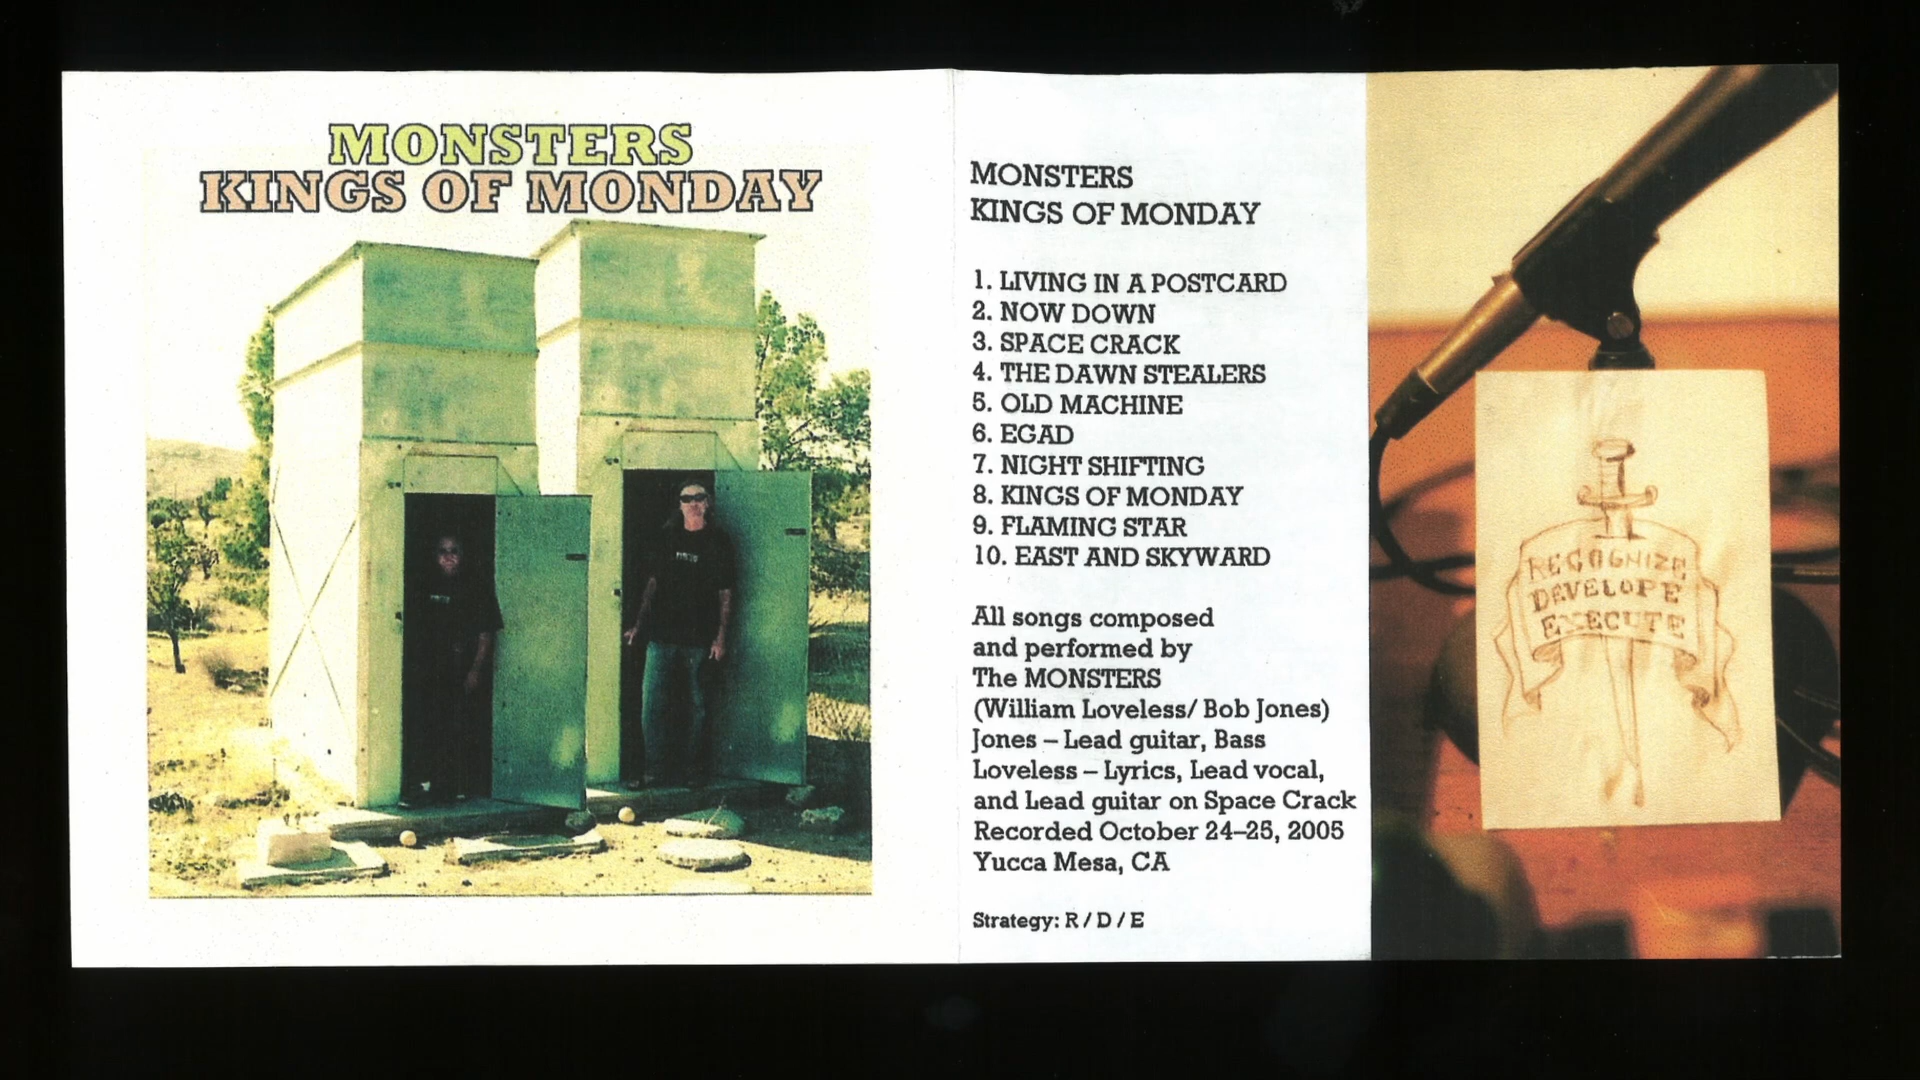 MONSTERS
KINGS OF MONDAY
MONSTERS
KINGS OF MONDAY
1. LIVING IN A POSTCARD
2. NOW DOWN
3. SPACE CRACK
4. THE DAWN STEALERS
5. OLD MACHINE
6. EGAD
7. NIGHT SHIFTING
8. KINGS OF MONDAY
9. FLAMING STAR
10. EAST AND SKYWARD
All songs composed
and performed by
The MONSTERS
(William Loveless/ Bob Jones)
Jones – Lead guitar, Bass
Loveless – Lyrics, Lead vocal,
and Lead guitar on Space Crack
Recorded October 24–25, 2005
Yucca Mesa, CA
Strategy: R / D / E
RECOGNIZE
DEVELOPE
EXECUTE